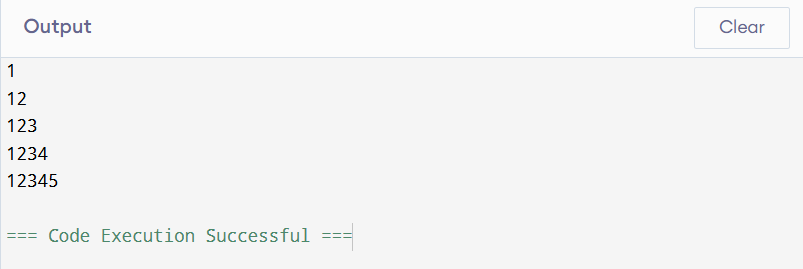 Output
Clear
1
12
123
1234
12345
=== Code Execution Successful ===